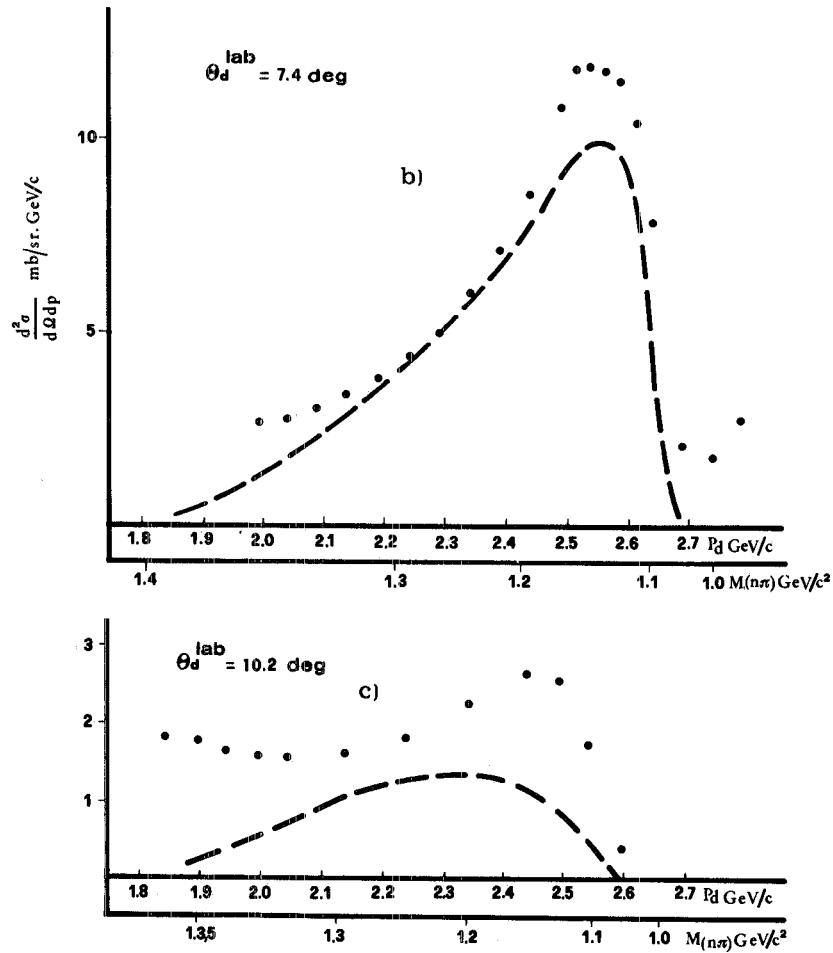 Θd lab = 7.4 deg
b)
10
5
d²σ / dΩdp mb/sr. GeV/c
1.8 1.9 2.0 2.1 2.2 2.3 2.4 2.5 2.6 2.7 Pd GeV/c
1.4 1.3 1.2 1.1 1.0 M(nπ) GeV/c²
Θd lab = 10.2 deg
c)
3
2
1
1.8 1.9 2.0 2.1 2.2 2.3 2.4 2.5 2.6 2.7 Pd GeV/c
1.35 1.3 1.2 1.1 1.0 M(nπ) GeV/c²